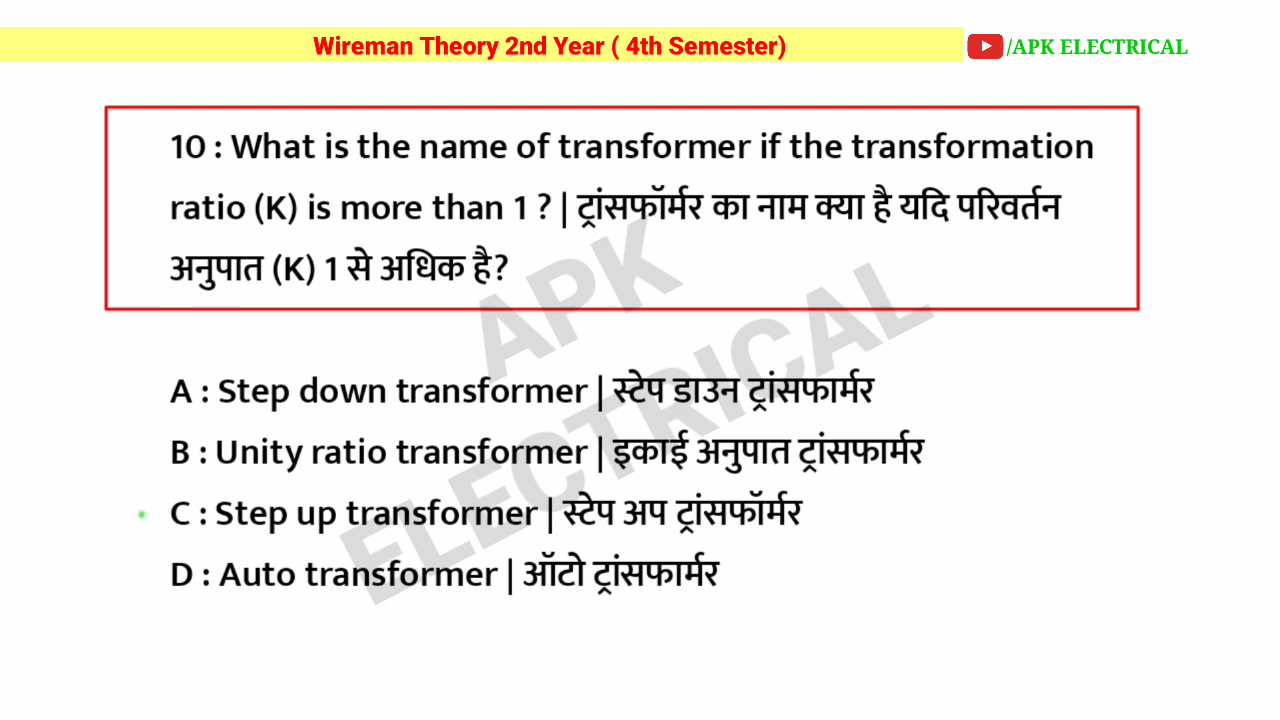 Wireman Theory 2nd Year ( 4th Semester)
/APK ELECTRICAL
10 : What is the name of transformer if the transformation
ratio (K) is more than 1 ? | ट्रांसफॉर्मर का नाम क्या है यदि परिवर्तन
अनुपात (K) 1 से अधिक है?
APK
ELECTRICAL
A : Step down transformer | स्टेप डाउन ट्रांसफार्मर
B : Unity ratio transformer | इकाई अनुपात ट्रांसफार्मर
C : Step up transformer | स्टेप अप ट्रांसफॉर्मर
D : Auto transformer | ऑटो ट्रांसफार्मर